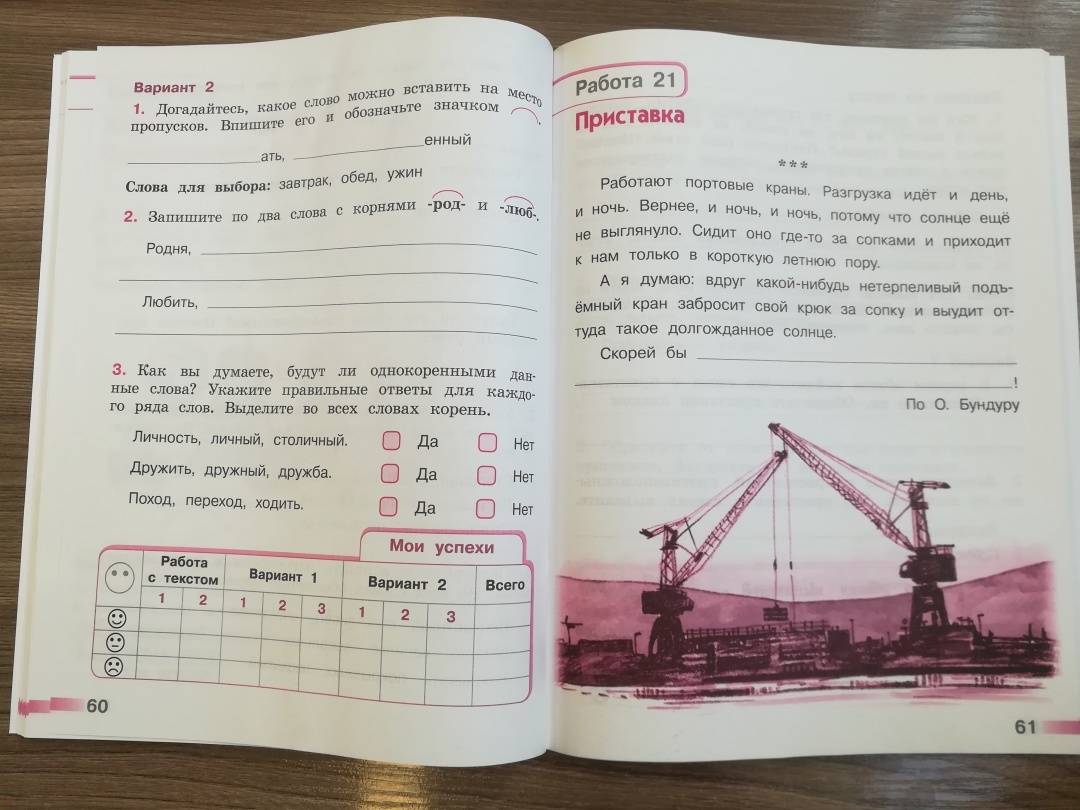 Вариант 2
1. Догадайтесь, какое слово можно вставить на место
пропусков. Впишите его и обозначьте значком .
____________ать, ____________енный
Слова для выбора: завтрак, обед, ужин
2. Запишите по два слова с корнями -род- и -люб-.
Родня, ____________
Любить, ____________
3. Как вы думаете, будут ли однокоренными дан-
ные слова? Укажите правильные ответы для каждо-
го ряда слов. Выделите во всех словах корень.
Личность, личный, столичный. Да Нет
Дружить, дружный, дружба. Да Нет
Поход, переход, ходить. Да Нет
Мои успехи
Работа с текстом Вариант 1 Вариант 2 Всего
1 2 1 2 3 1 2 3
60
Работа 21
Приставка
***
Работают портовые краны. Разгрузка идёт и день,
и ночь. Вернее, и ночь, и ночь, потому что солнце ещё
не выглянуло. Сидит оно где-то за сопками и приходит
к нам только в короткую летнюю пору.
А я думаю: вдруг какой-нибудь нетерпеливый подъ-
ёмный кран забросит свой крюк за сопку и выудит от-
туда такое долгожданное солнце.
Скорей бы ____________
____________!
По О. Бундуру
61